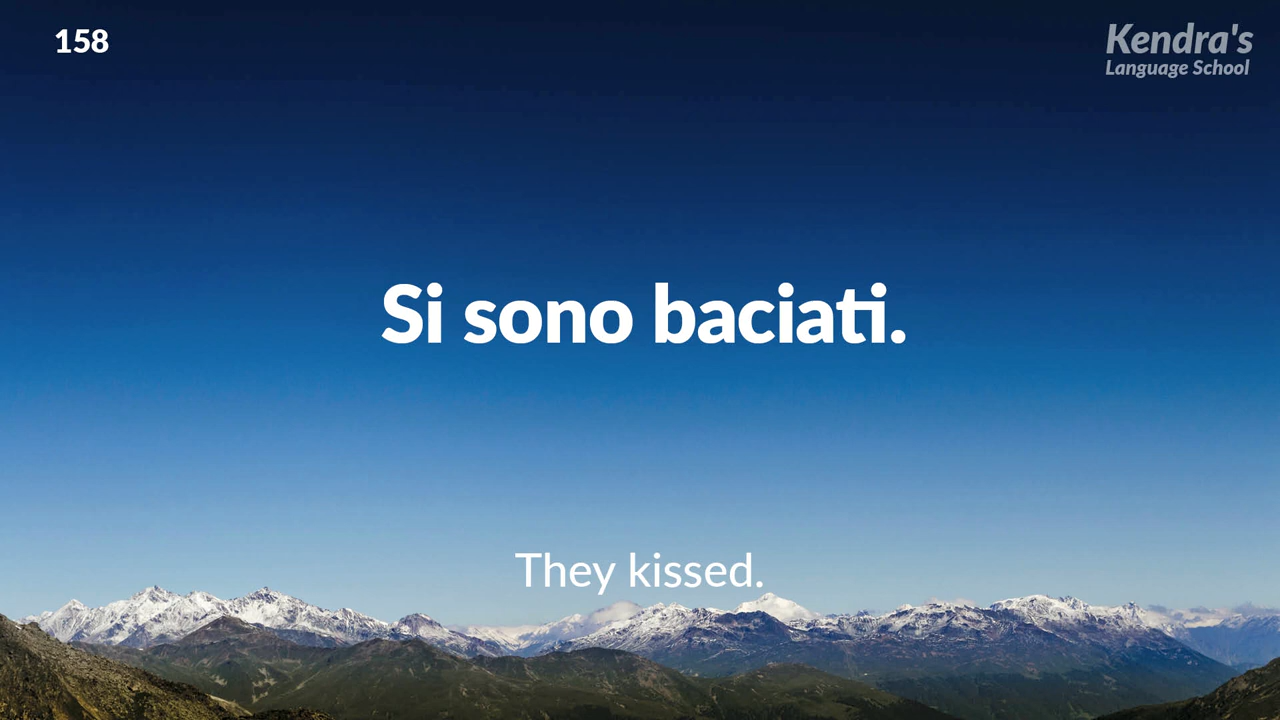 158
Kendra's
Language School
Si sono baciati.
They kissed.